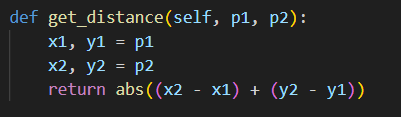 def get_distance(self, p1, p2):
    x1, y1 = p1
    x2, y2 = p2
    return abs((x2 - x1) + (y2 - y1))